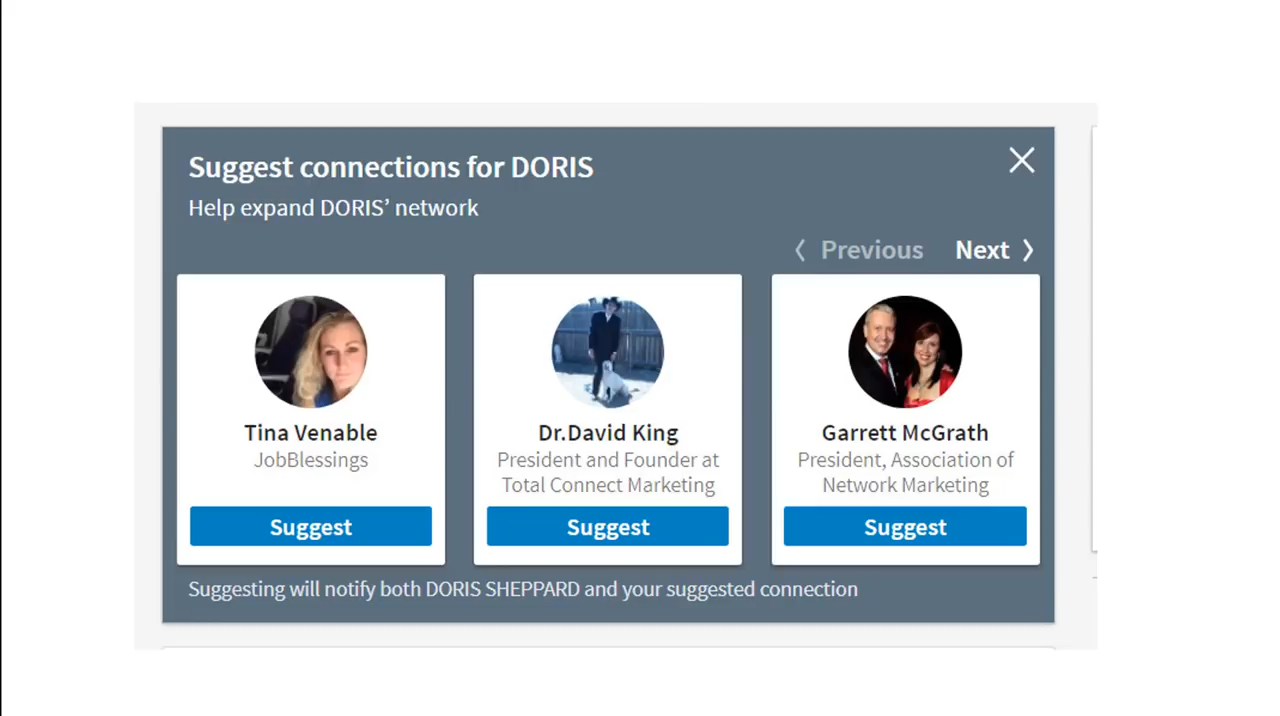 Suggest connections for DORIS
Help expand DORIS’ network
Previous Next
Tina Venable
JobBlessings
Suggest
Dr.David King
President and Founder at
Total Connect Marketing
Suggest
Garrett McGrath
President, Association of
Network Marketing
Suggest
Suggesting will notify both DORIS SHEPPARD and your suggested connection